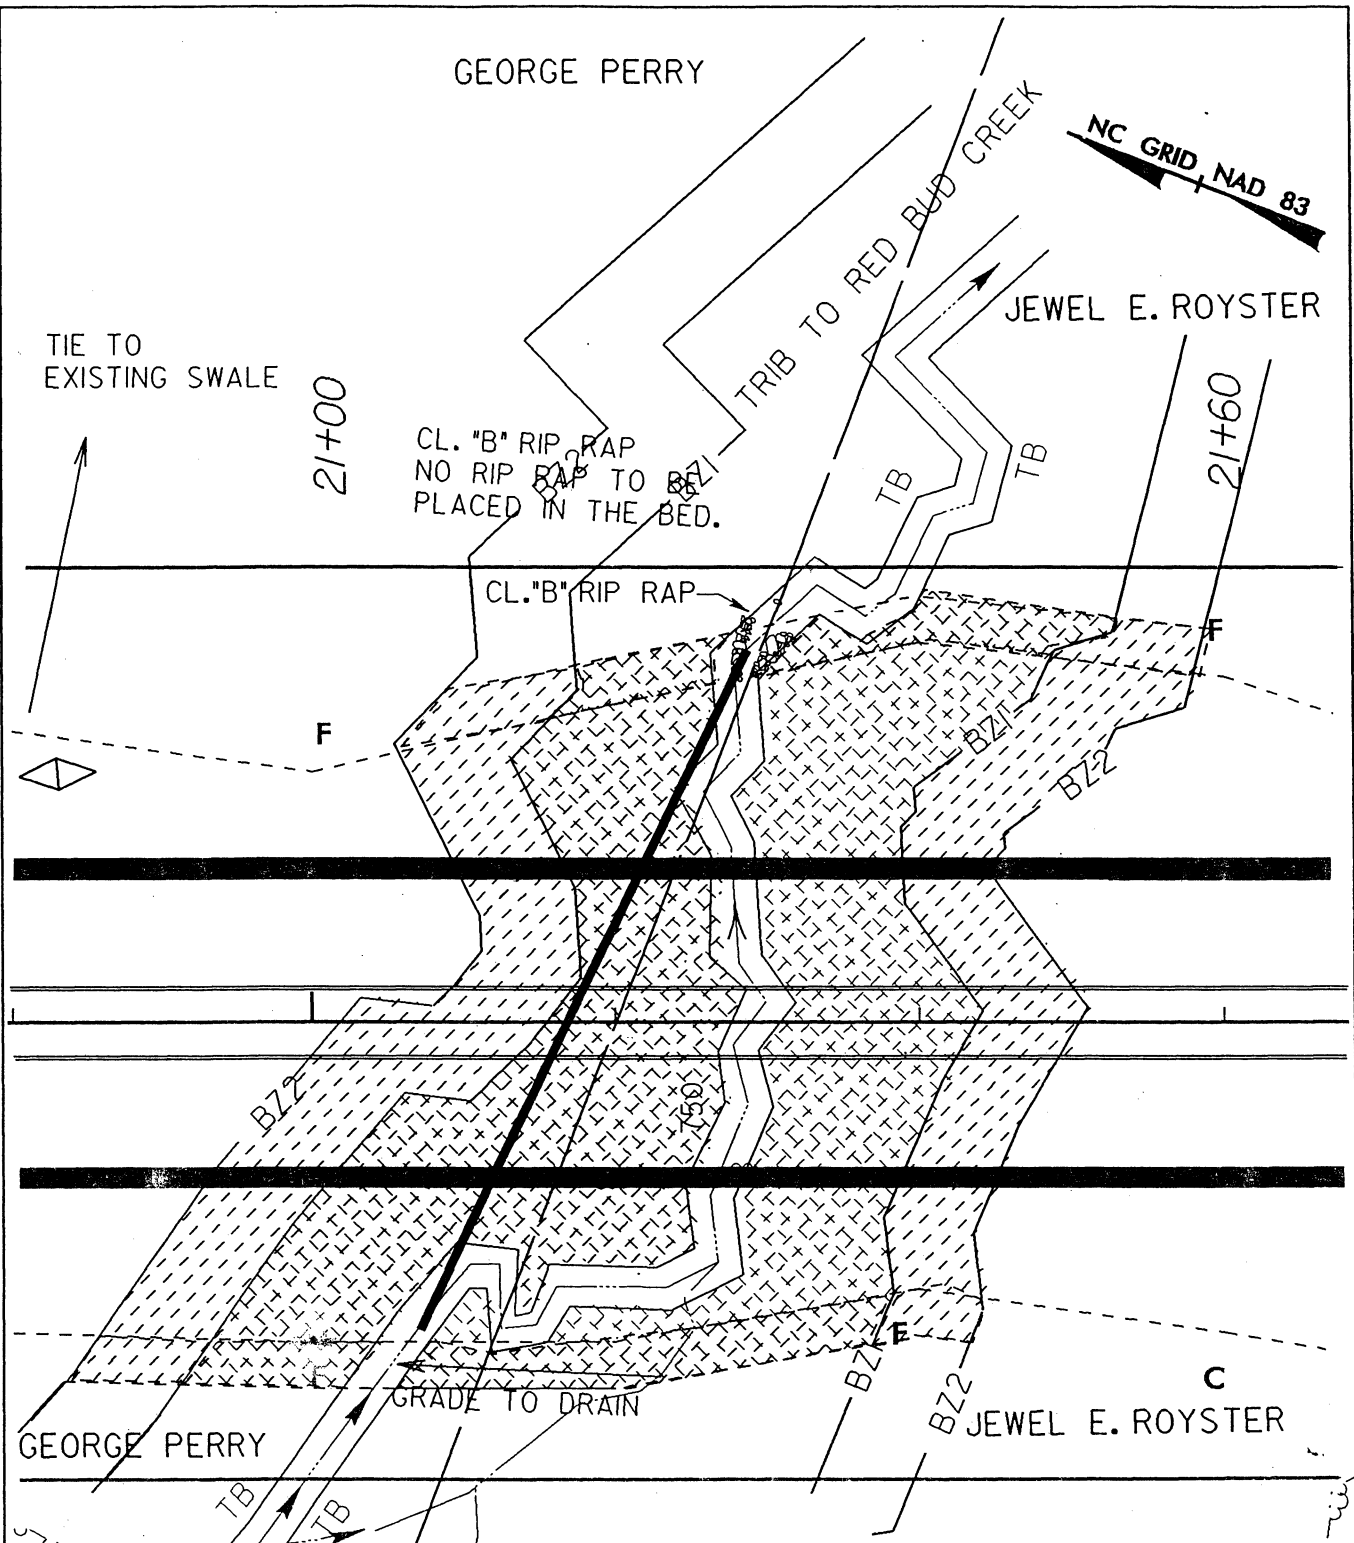 GEORGE PERRY
NC GRID NAD 83
TRIB TO RED BUD CREEK
JEWEL E. ROYSTER
TIE TO
EXISTING SWALE
21+00
21+60
CL. "B" RIP RAP
NO RIP RAP TO BE
PLACED IN THE BED.
BZ2
BZ1
TB
TB
CL."B" RIP RAP
F
F
BZ1
BZ2
BZ2
750
F
F
BZ1
C
GRADE TO DRAIN
BZ2
JEWEL E. ROYSTER
GEORGE PERRY
TB
TB